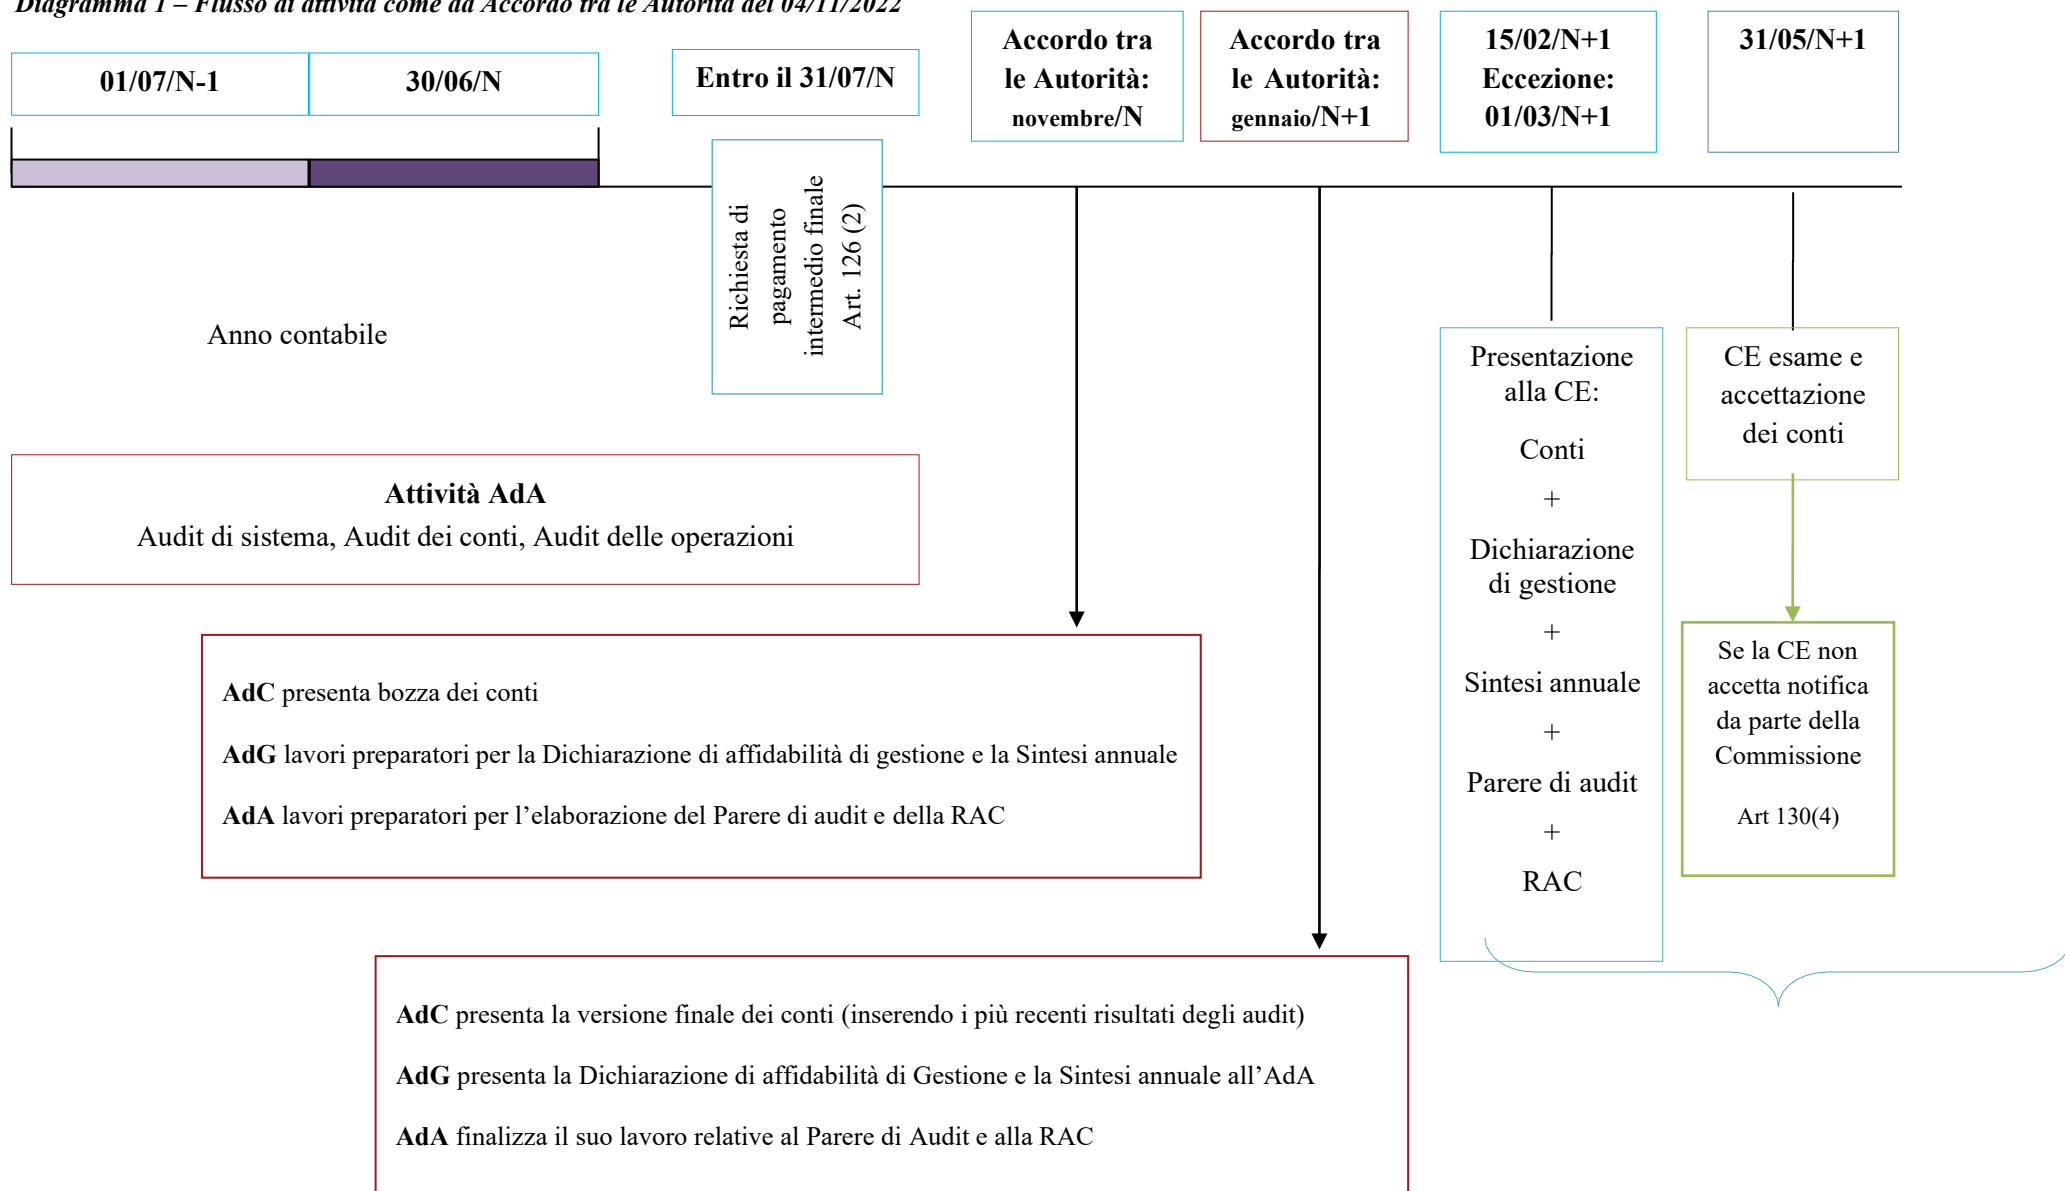 Diagramma 1 – Flusso di attività come da Accordo tra le Autorità del 04/11/2022
01/07/N-1
30/06/N
Entro il 31/07/N
Accordo tra
le Autorità:
novembre/N
Accordo tra
le Autorità:
gennaio/N+1
15/02/N+1
Eccezione:
01/03/N+1
31/05/N+1
Richiesta di
pagamento
intermedio finale
Art. 126 (2)
Anno contabile
Attività AdA
Audit di sistema, Audit dei conti, Audit delle operazioni
AdC presenta bozza dei conti
AdG lavori preparatori per la Dichiarazione di affidabilità di gestione e la Sintesi annuale
AdA lavori preparatori per l’elaborazione del Parere di audit e della RAC
AdC presenta la versione finale dei conti (inserendo i più recenti risultati degli audit)
AdG presenta la Dichiarazione di affidabilità di Gestione e la Sintesi annuale all’AdA
AdA finalizza il suo lavoro relative al Parere di Audit e alla RAC
Presentazione
alla CE:
Conti
+
Dichiarazione
di gestione
+
Sintesi annuale
+
Parere di audit
+
RAC
CE esame e
accettazione
dei conti
Se la CE non
accetta notifica
da parte della
Commissione
Art 130(4)